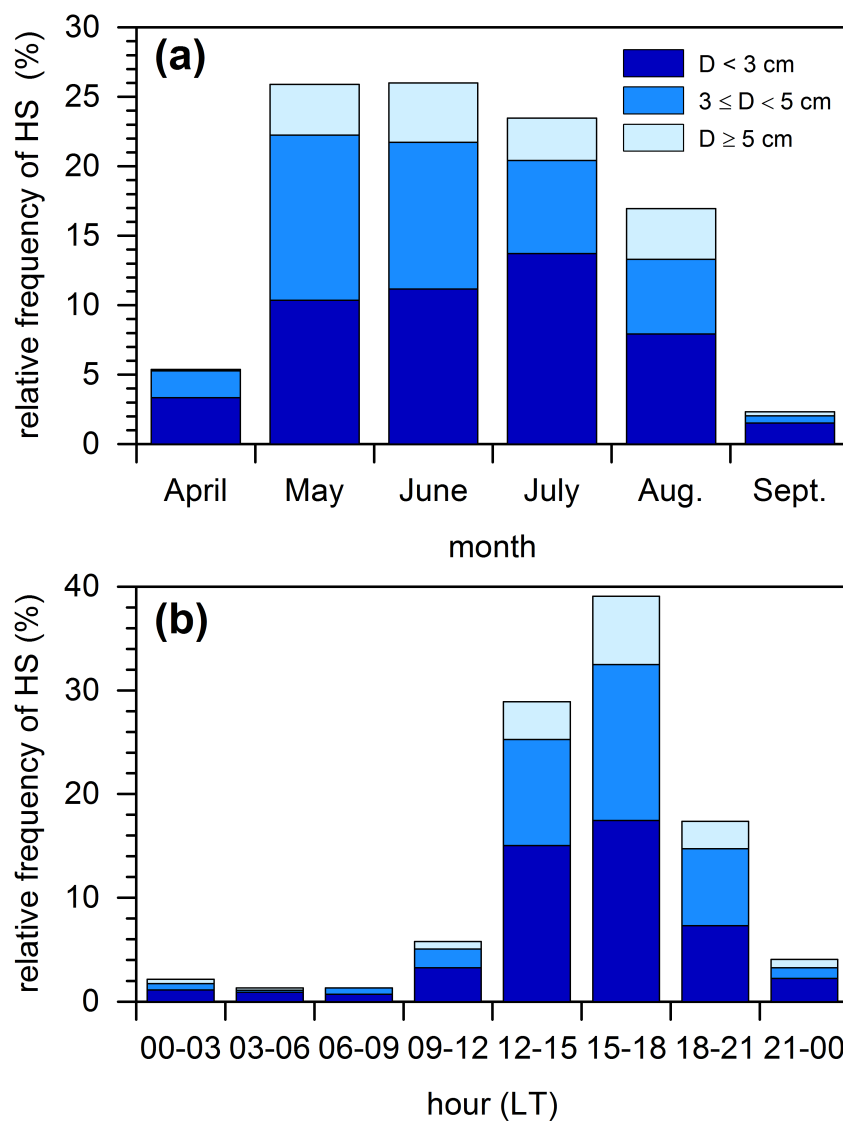 (a)
relative frequency of HS (%)
30
25
20
15
10
5
0
D < 3 cm
3 ≤ D < 5 cm
D ≥ 5 cm
April May June July Aug. Sept.
month
(b)
relative frequency of HS (%)
40
30
20
10
0
00-03 03-06 06-09 09-12 12-15 15-18 18-21 21-00
hour (LT)